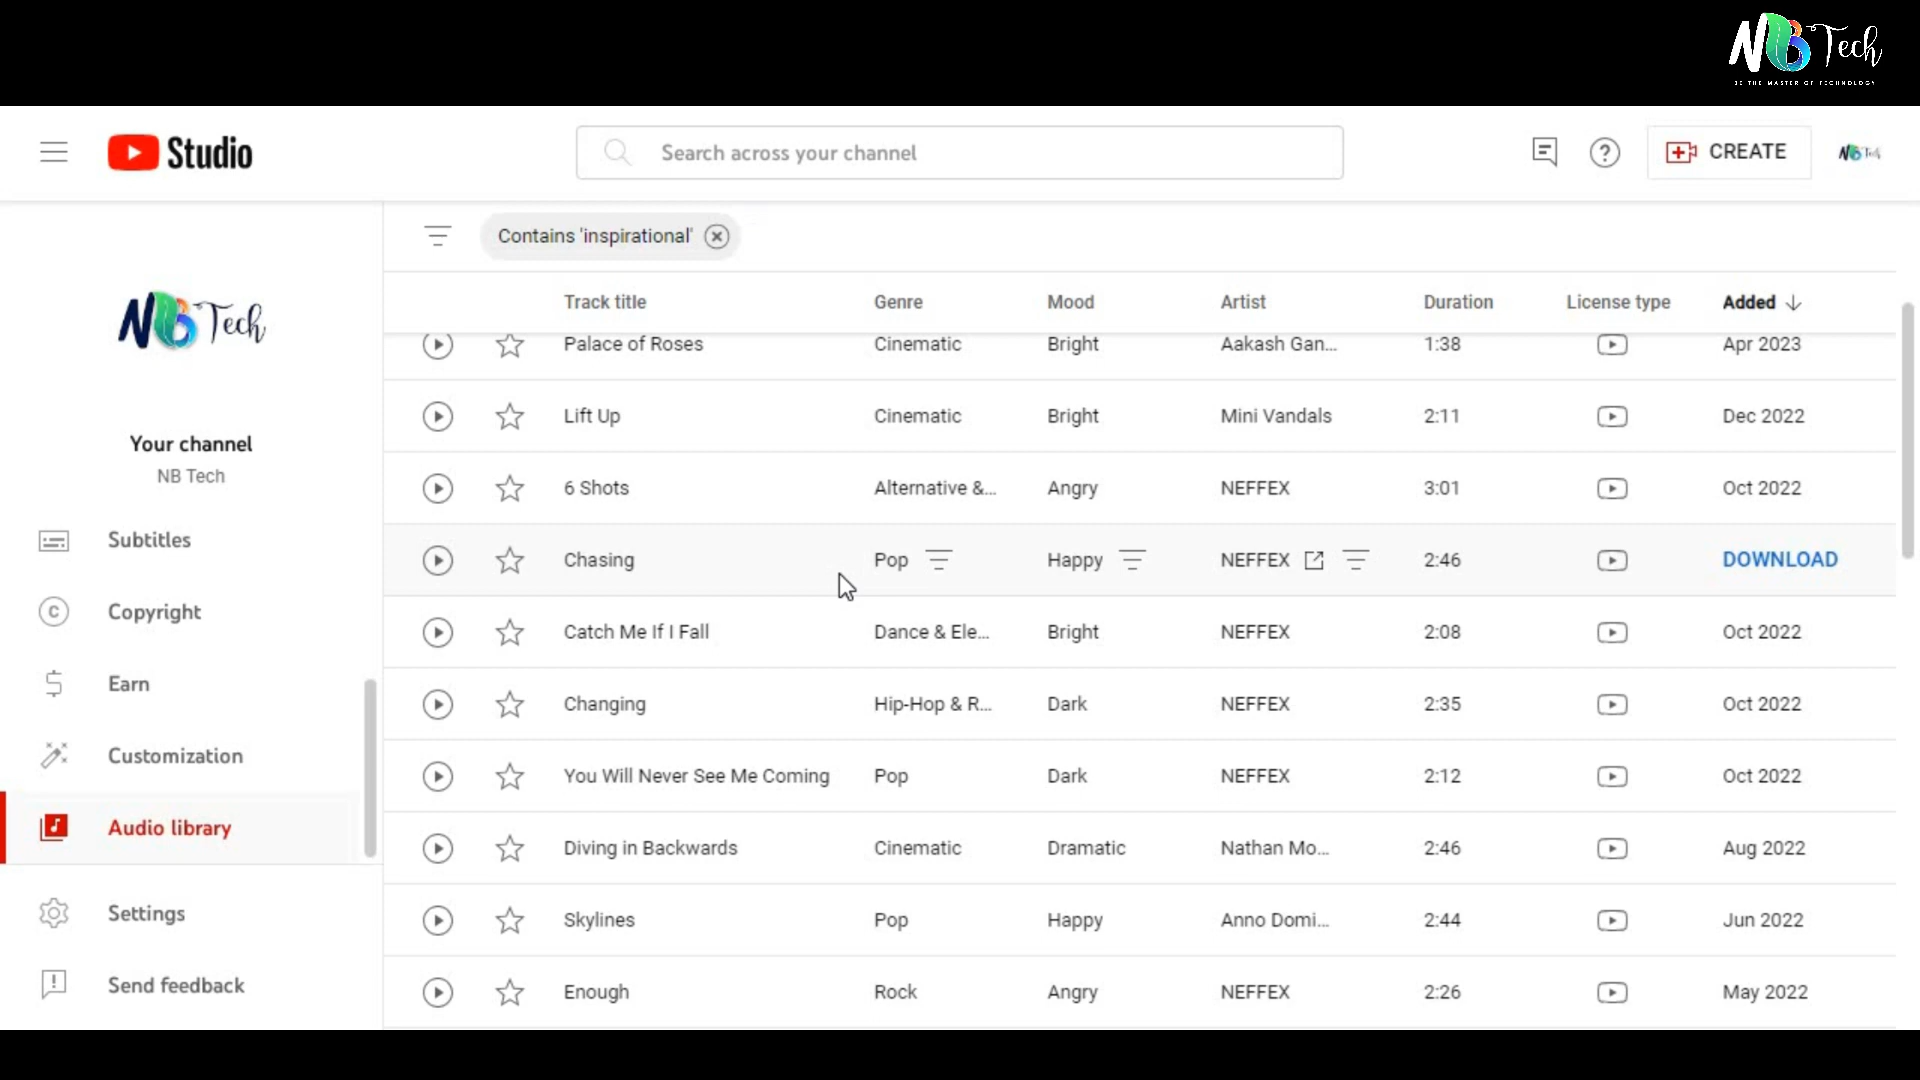 NB Tech
BE THE MASTER OF TECHNOLOGY
Studio
Search across your channel
CREATE
NB Tech
NB Tech
Your channel
NB Tech
Subtitles
Copyright
Earn
Customization
Audio library
Settings
Send feedback
Contains 'inspirational'
Track title Genre Mood Artist Duration License type Added
Palace of Roses Cinematic Bright Aakash Gan... 1:38 Apr 2023
Lift Up Cinematic Bright Mini Vandals 2:11 Dec 2022
6 Shots Alternative &... Angry NEFFEX 3:01 Oct 2022
Chasing Pop Happy NEFFEX 2:46 DOWNLOAD
Catch Me If I Fall Dance & Ele... Bright NEFFEX 2:08 Oct 2022
Changing Hip-Hop & R... Dark NEFFEX 2:35 Oct 2022
You Will Never See Me Coming Pop Dark NEFFEX 2:12 Oct 2022
Diving in Backwards Cinematic Dramatic Nathan Mo... 2:46 Aug 2022
Skylines Pop Happy Anno Domi... 2:44 Jun 2022
Enough Rock Angry NEFFEX 2:26 May 2022